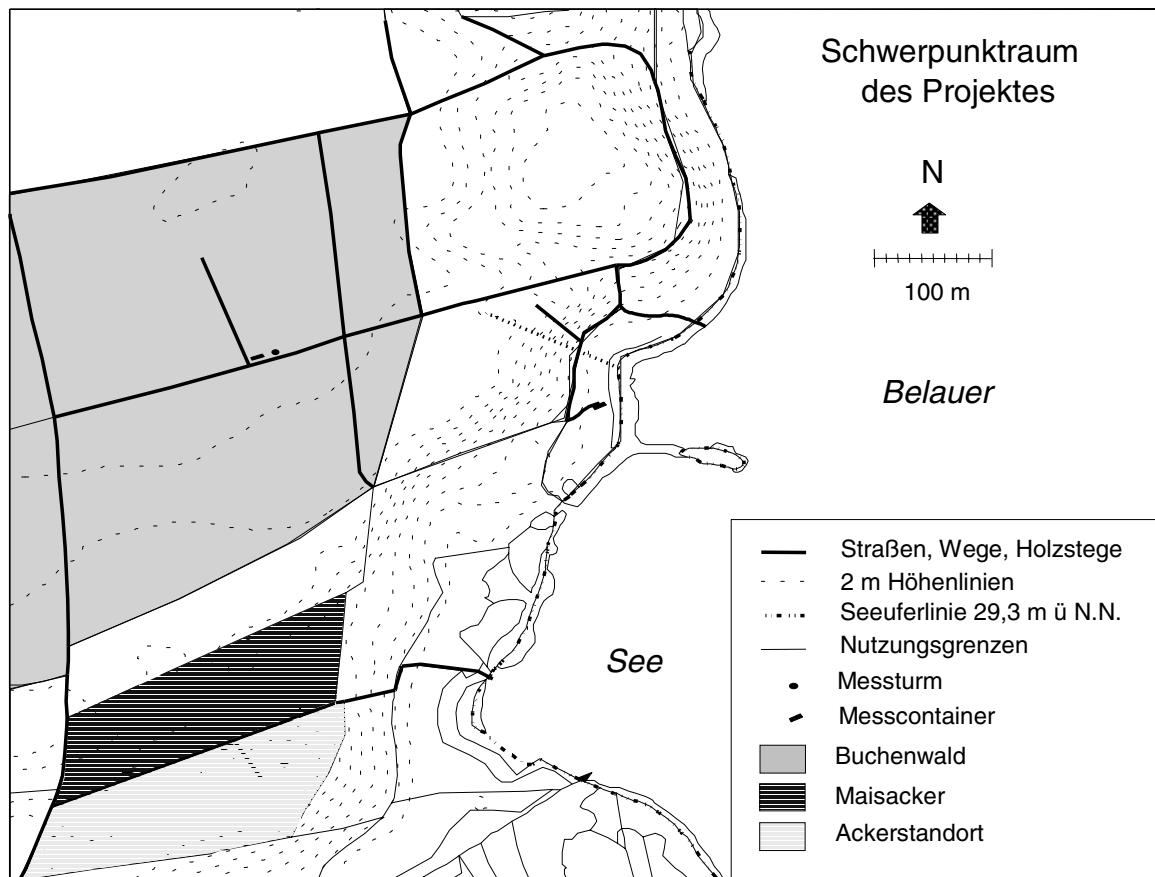 Schwerpunktraum
des Projektes
N
100 m
Belauer
See
Straßen, Wege, Holzstege
2 m Höhenlinien
Seeuferlinie 29,3 m ü N.N.
Nutzungsgrenzen
Messturm
Messcontainer
Buchenwald
Maisacker
Ackerstandort